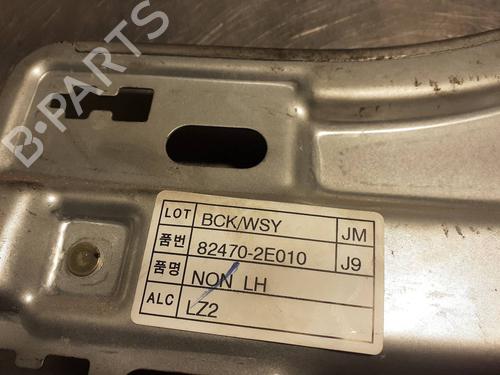 B-PARTS
LOT BCK/WSY JM
품번 82470-2E010 J9
품명 NON LH
ALC LZ2